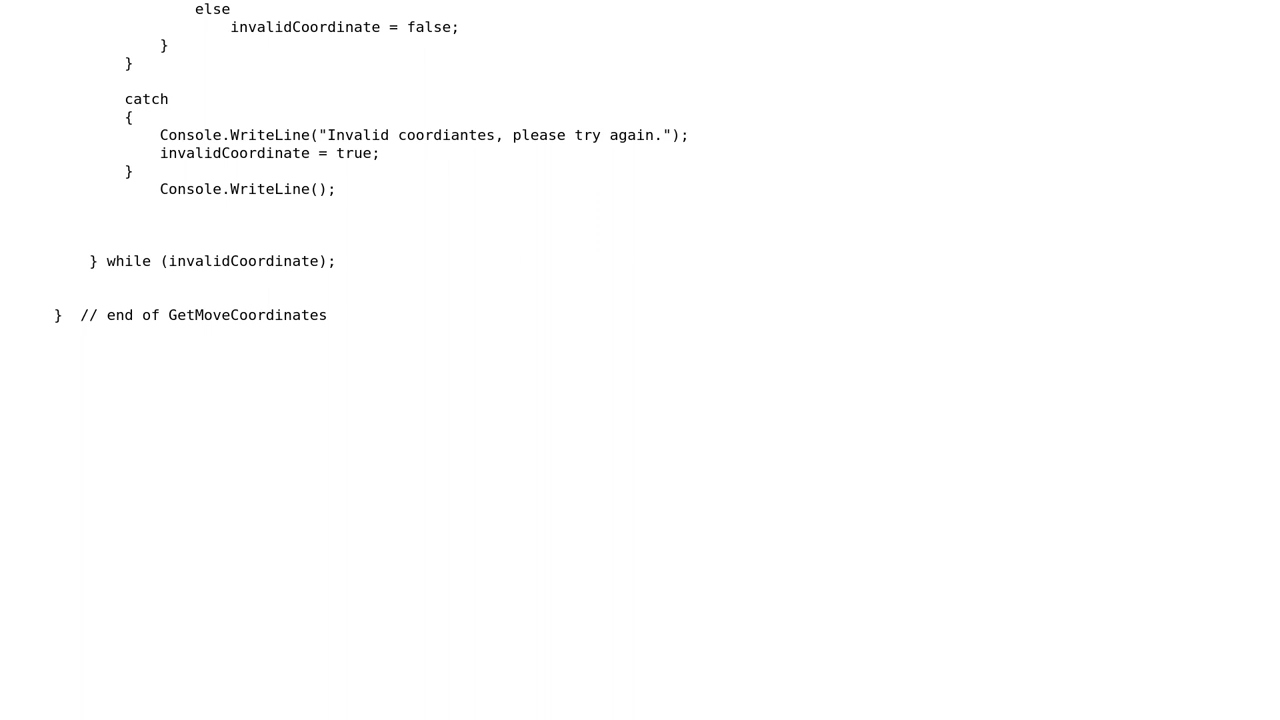 else
invalidCoordinate = false;
}
}
catch
{
Console.WriteLine("Invalid coordiantes, please try again.");
invalidCoordinate = true;
}
Console.WriteLine();
} while (invalidCoordinate);
}  // end of GetMoveCoordinates